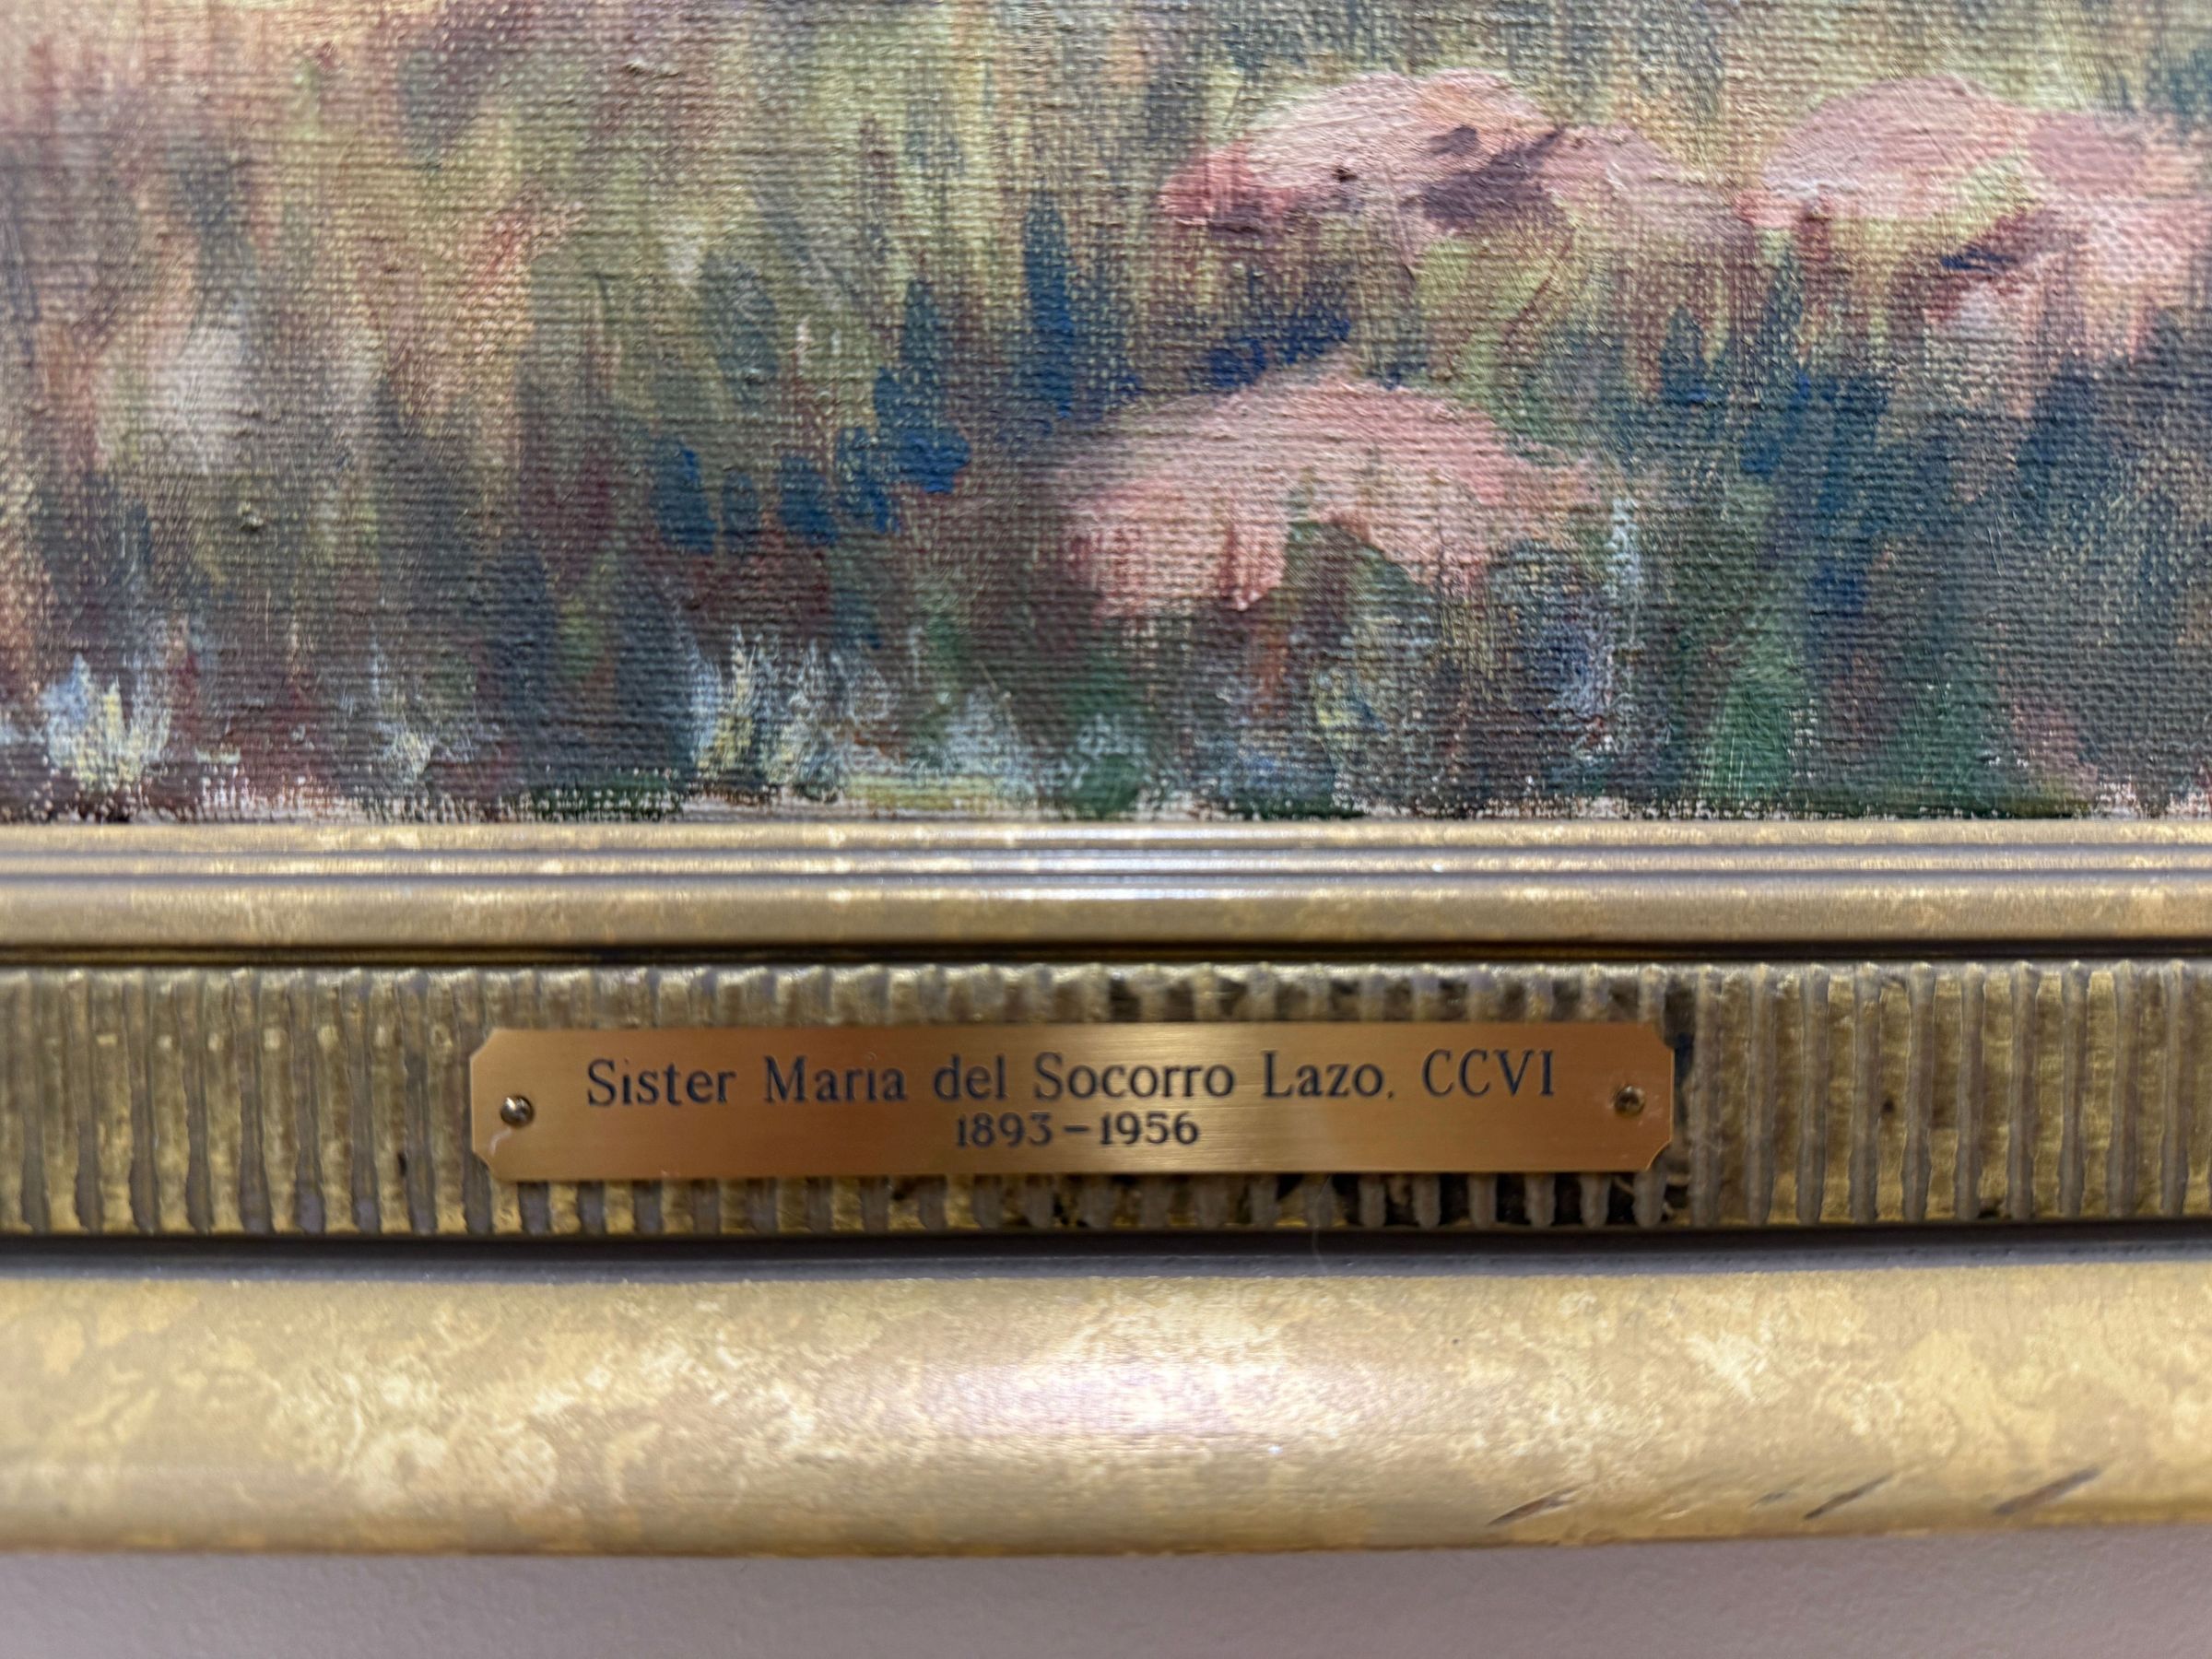 Sister Maria del Socorro Lazo, CCVI
1893-1956